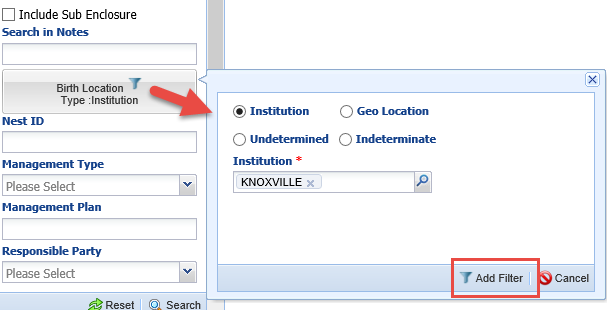 Include Sub Enclosure
Search in Notes
Birth Location
Type :Institution
Nest ID
Management Type
Please Select
Management Plan
Responsible Party
Please Select
Reset
Search
Institution
Geo Location
Undetermined
Indeterminate
Institution *
KNOXVILLE
Add Filter
Cancel